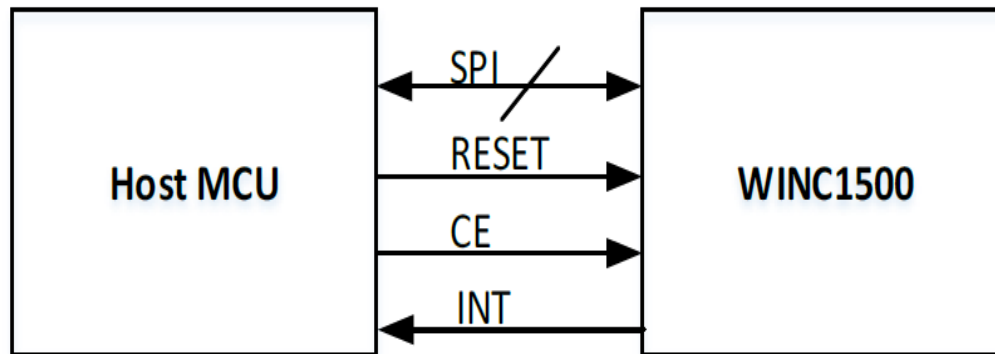 SPI
RESET
Host MCU
WINC1500
CE
INT